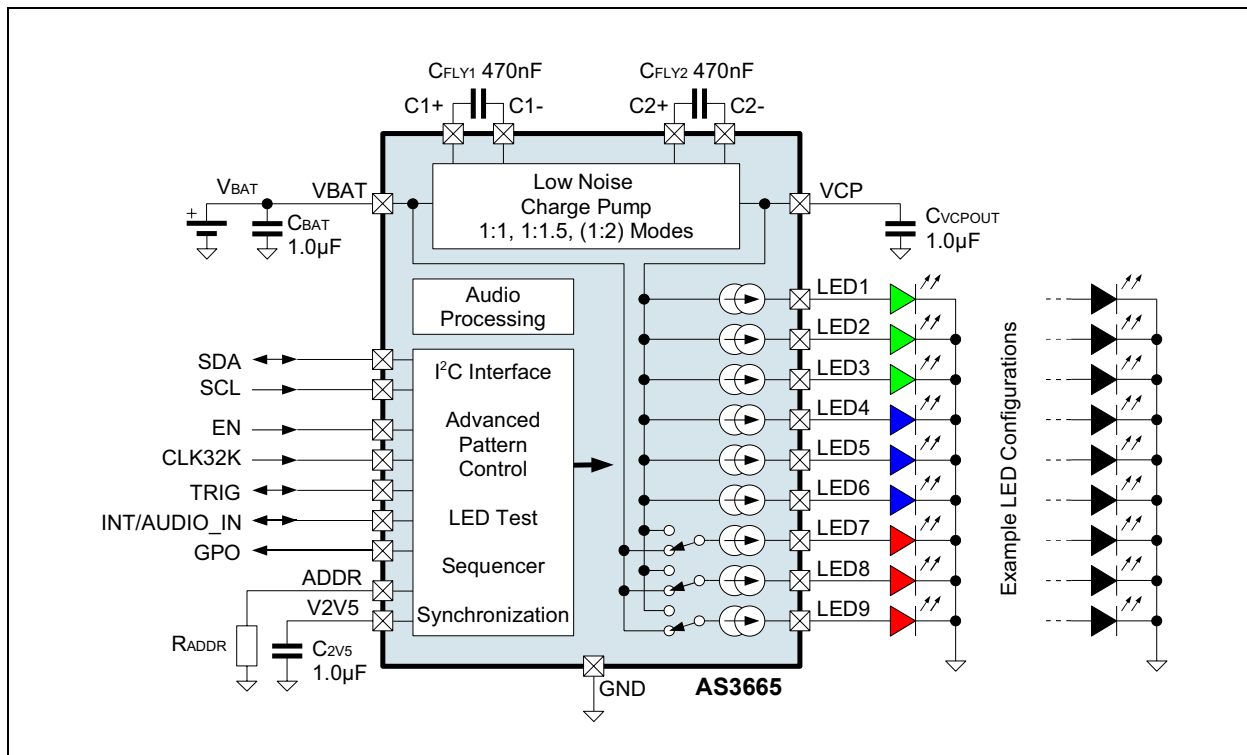 CFLY1 470nF
CFLY2 470nF
C1+
C1-
C2+
C2-
VBAT
VBAT
Low Noise
Charge Pump
1:1, 1:1.5, (1:2) Modes
VCP
+
CBAT
1.0µF
CVCPOUT
1.0µF
Audio
Processing
LED1
LED2
LED3
LED4
LED5
LED6
LED7
LED8
LED9
Example LED Configurations
SDA
SCL
EN
CLK32K
TRIG
INT/AUDIO_IN
GPO
ADDR
V2V5
I²C Interface
Advanced
Pattern
Control
LED Test
Sequencer
Synchronization
RADDR
C2V5
1.0µF
GND
AS3665